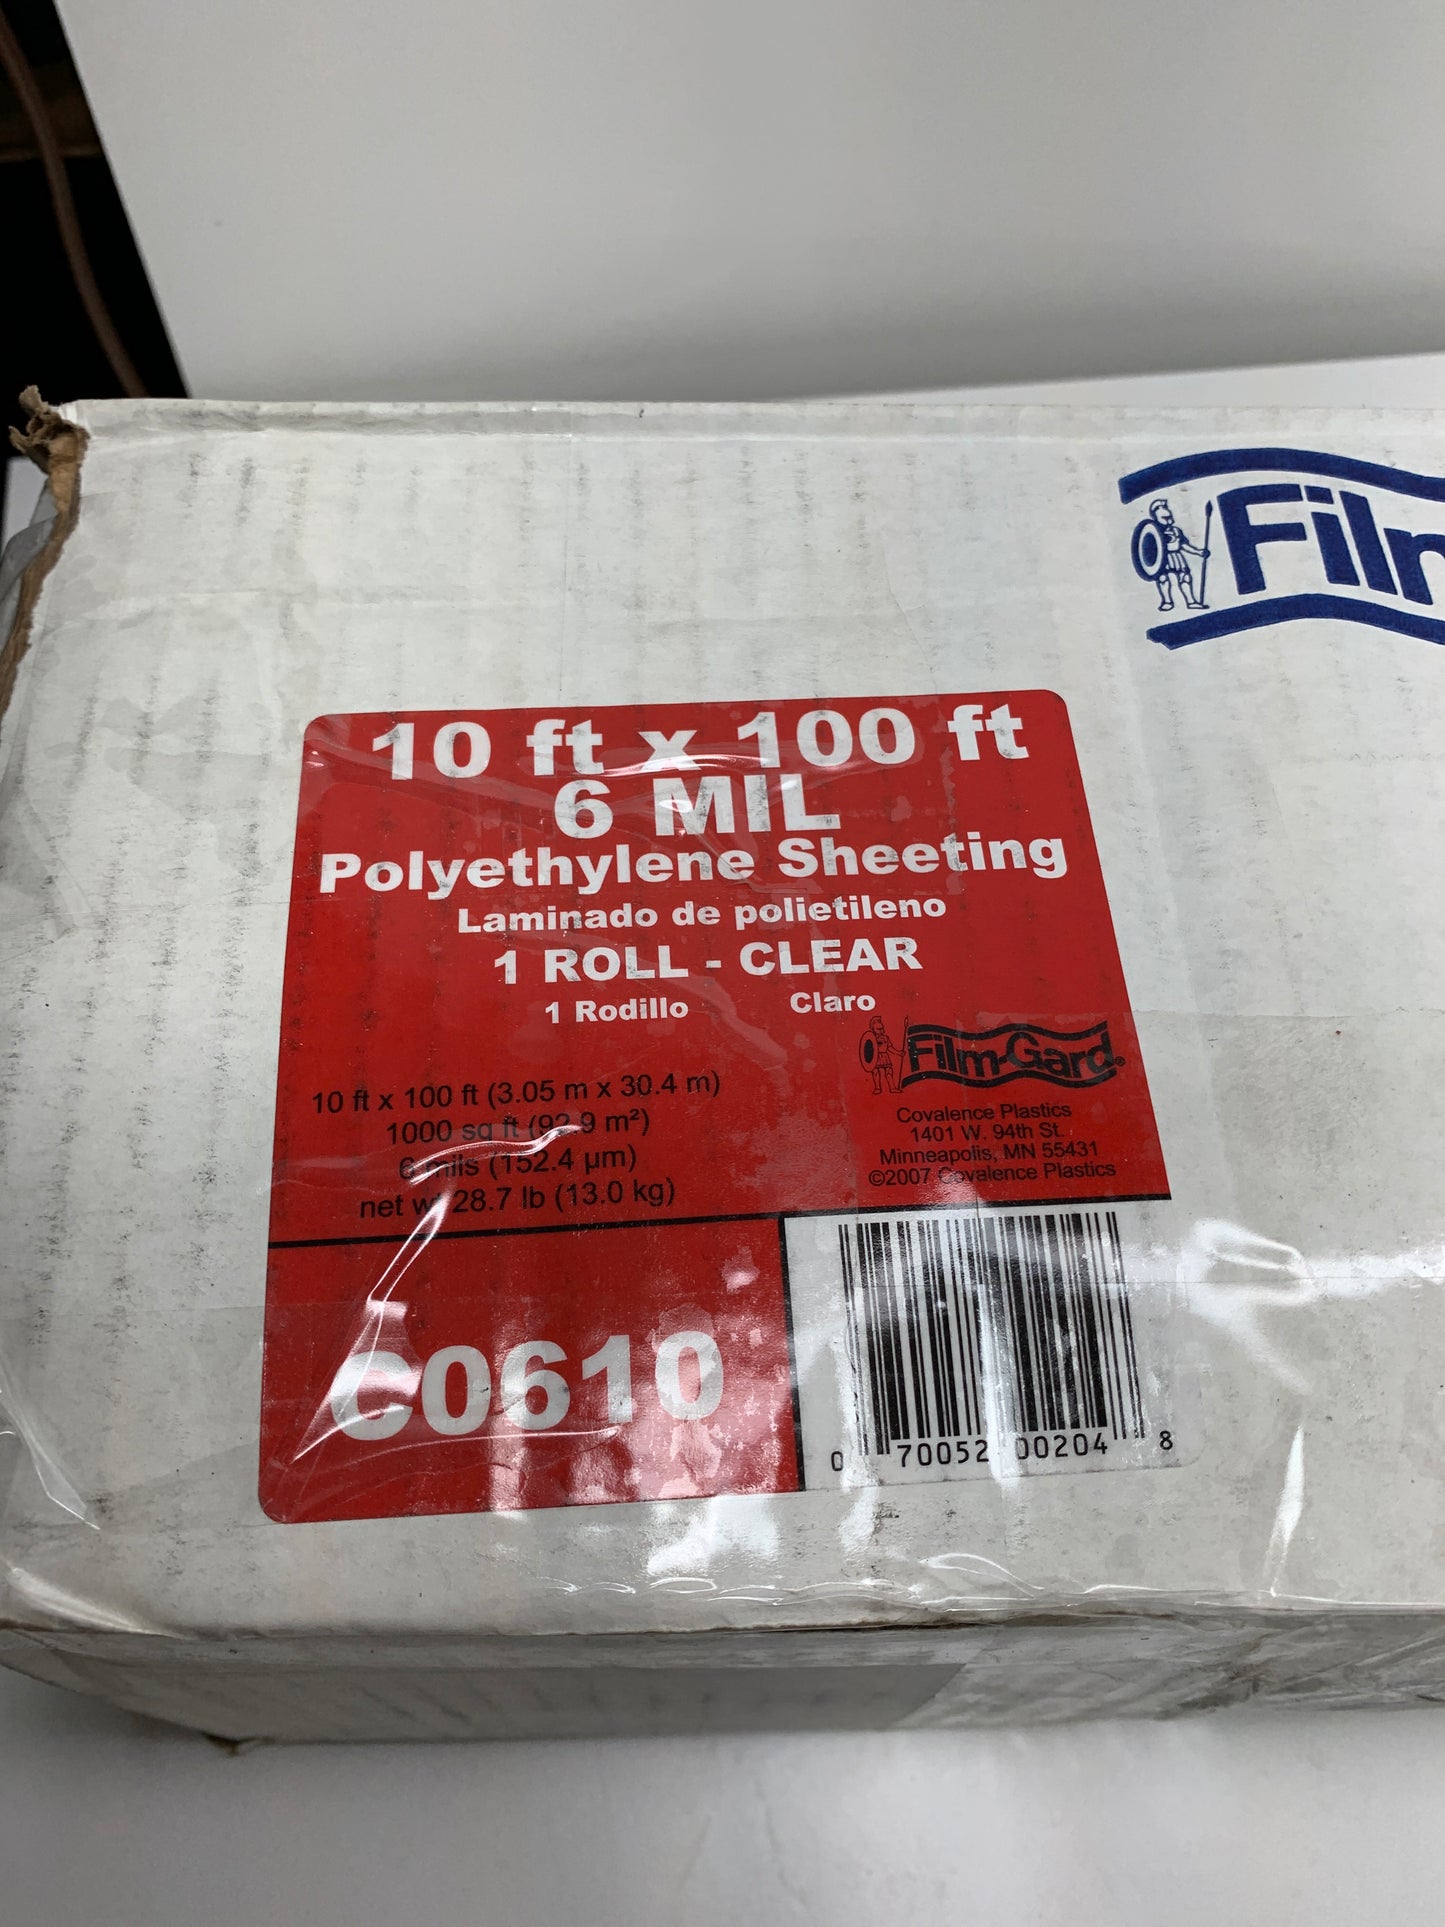 10 ft x 100 ft
6 MIL
Polyethylene Sheeting
Laminado de polietileno
1 ROLL - CLEAR
1 Rodillo Claro
Film-Gard®
10 ft x 100 ft (3.05 m x 30.4 m)
1000 sq ft (92.9 m²)
6 mils (152.4 µm)
net wt 28.7 lb (13.0 kg)
Covalence Plastics
1401 W. 94th St.
Minneapolis, MN 55431
©2007 Covalence Plastics
C0610
0 70052 00204 8